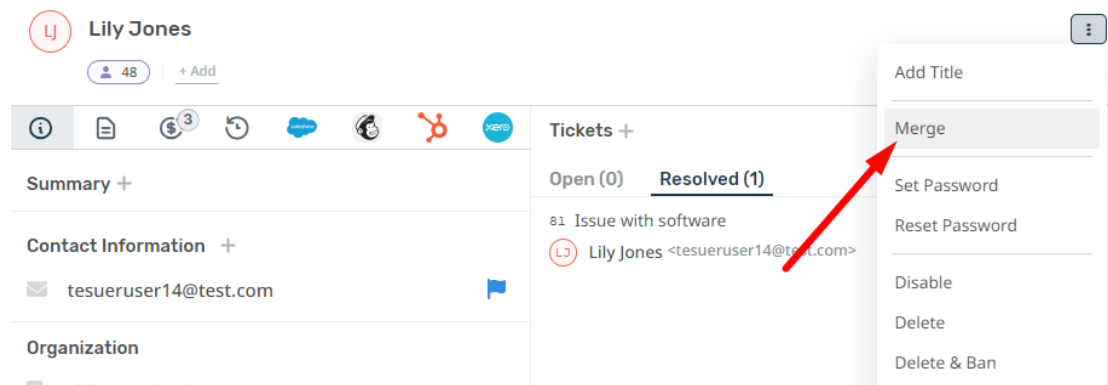 LJ Lily Jones
48 + Add
3
salesforce
xero
Summary +
Contact Information +
tesueruser14@test.com
Organization
Tickets +
Open (0) Resolved (1)
81 Issue with software
LJ Lily Jones <tesueruser14@test.com>
Add Title
Merge
Set Password
Reset Password
Disable
Delete
Delete & Ban